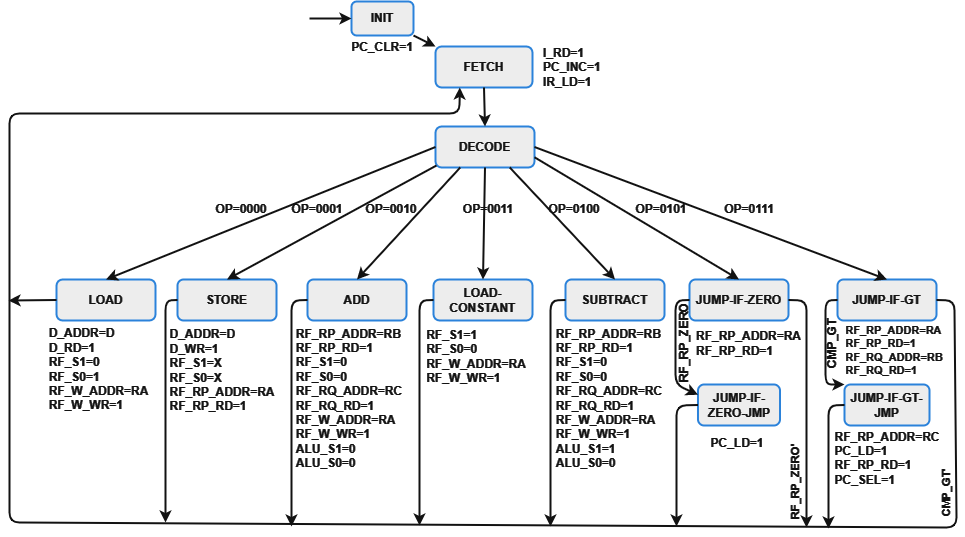 INIT
PC_CLR=1
FETCH
I_RD=1
PC_INC=1
IR_LD=1
DECODE
OP=0000
OP=0001
OP=0010
OP=0011
OP=0100
OP=0101
OP=0111
LOAD
D_ADDR=D
D_RD=1
RF_S1=0
RF_S0=1
RF_W_ADDR=RA
RF_W_WR=1
STORE
D_ADDR=D
D_WR=1
RF_S1=X
RF_S0=X
RF_RP_ADDR=RA
RF_RP_RD=1
ADD
RF_RP_ADDR=RB
RF_RP_RD=1
RF_S1=0
RF_S0=0
RF_RQ_ADDR=RC
RF_RQ_RD=1
RF_W_ADDR=RA
RF_W_WR=1
ALU_S1=0
ALU_S0=0
LOAD-
CONSTANT
RF_S1=1
RF_S0=0
RF_W_ADDR=RA
RF_W_WR=1
SUBTRACT
RF_RP_ADDR=RB
RF_RP_RD=1
RF_S1=0
RF_S0=0
RF_RQ_ADDR=RC
RF_RQ_RD=1
RF_W_ADDR=RA
RF_W_WR=1
ALU_S1=1
ALU_S0=0
JUMP-IF-ZERO
RF_RP_ADDR=RA
RF_RP_RD=1
RF_RP_ZERO
JUMP-IF-
ZERO-JMP
PC_LD=1
RF_RP_ZERO'
JUMP-IF-GT
RF_RP_ADDR=RA
RF_RP_RD=1
RF_RQ_ADDR=RB
RF_RQ_RD=1
CMP_GT
JUMP-IF-GT-
JMP
RF_RP_ADDR=RC
PC_LD=1
RF_RP_RD=1
PC_SEL=1
CMP_GT'